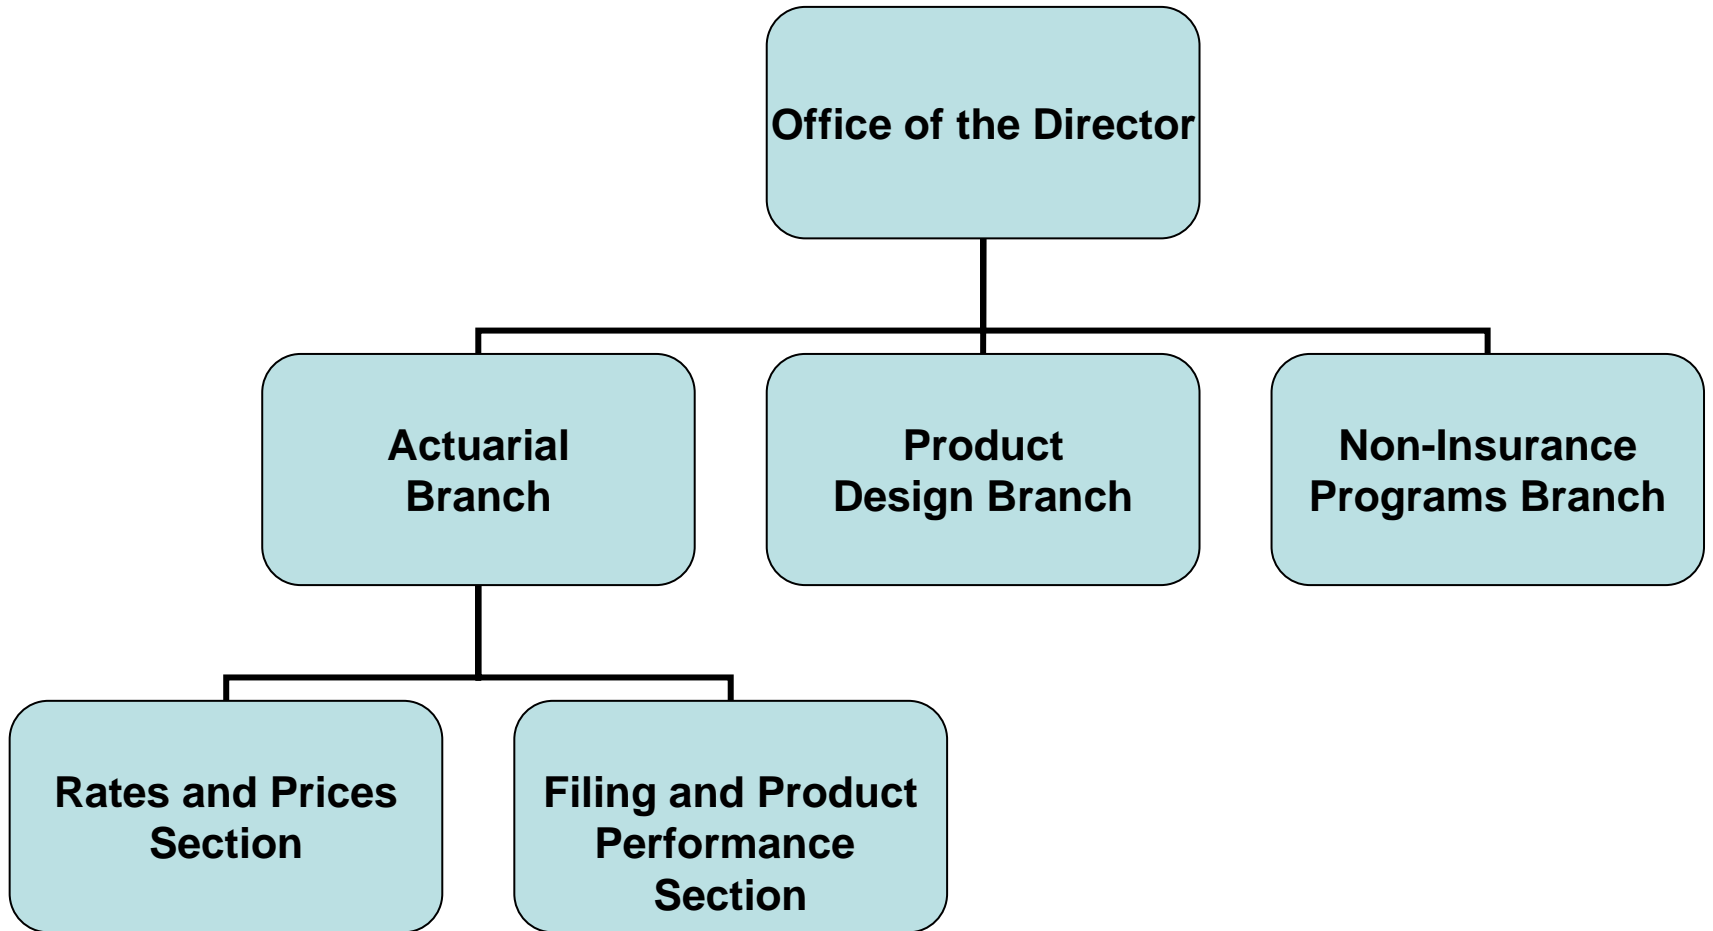 Office of the Director
Actuarial
Branch
Product
Design Branch
Non-Insurance
Programs Branch
Rates and Prices
Section
Filing and Product
Performance
Section